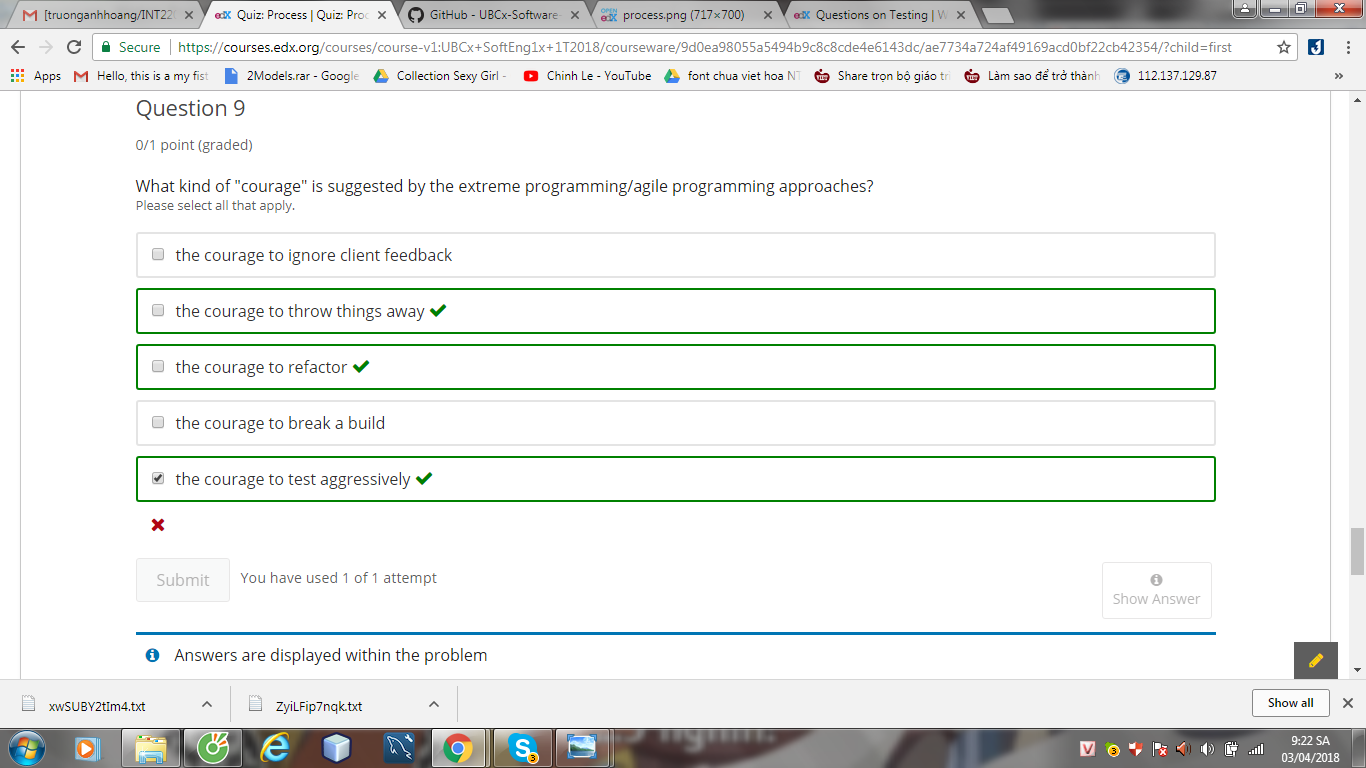 [truonganhhoang/INT22
Quiz: Process | Quiz: Proc
GitHub - UBCx-Software-
process.png (717×700)
Questions on Testing | W
Secure
https://courses.edx.org/courses/course-v1:UBCx+SoftEng1x+1T2018/courseware/9d0ea98055a5494b9c8c8cde4e6143dc/ae7734a724af49169acd0bf22cb42354/?child=first
Apps
Hello, this is a my fist
2Models.rar - Google
Collection Sexy Girl -
Chinh Le - YouTube
font chua viet hoa NT
Share trọn bộ giáo tri
Làm sao để trở thành
112.137.129.87
Question 9
0/1 point (graded)
What kind of "courage" is suggested by the extreme programming/agile programming approaches?
Please select all that apply.
the courage to ignore client feedback
the courage to throw things away
the courage to refactor
the courage to break a build
the courage to test aggressively
Submit
You have used 1 of 1 attempt
Show Answer
Answers are displayed within the problem
xwSUBY2tIm4.txt
ZyiLFip7nqk.txt
Show all
9:22 SA
03/04/2018